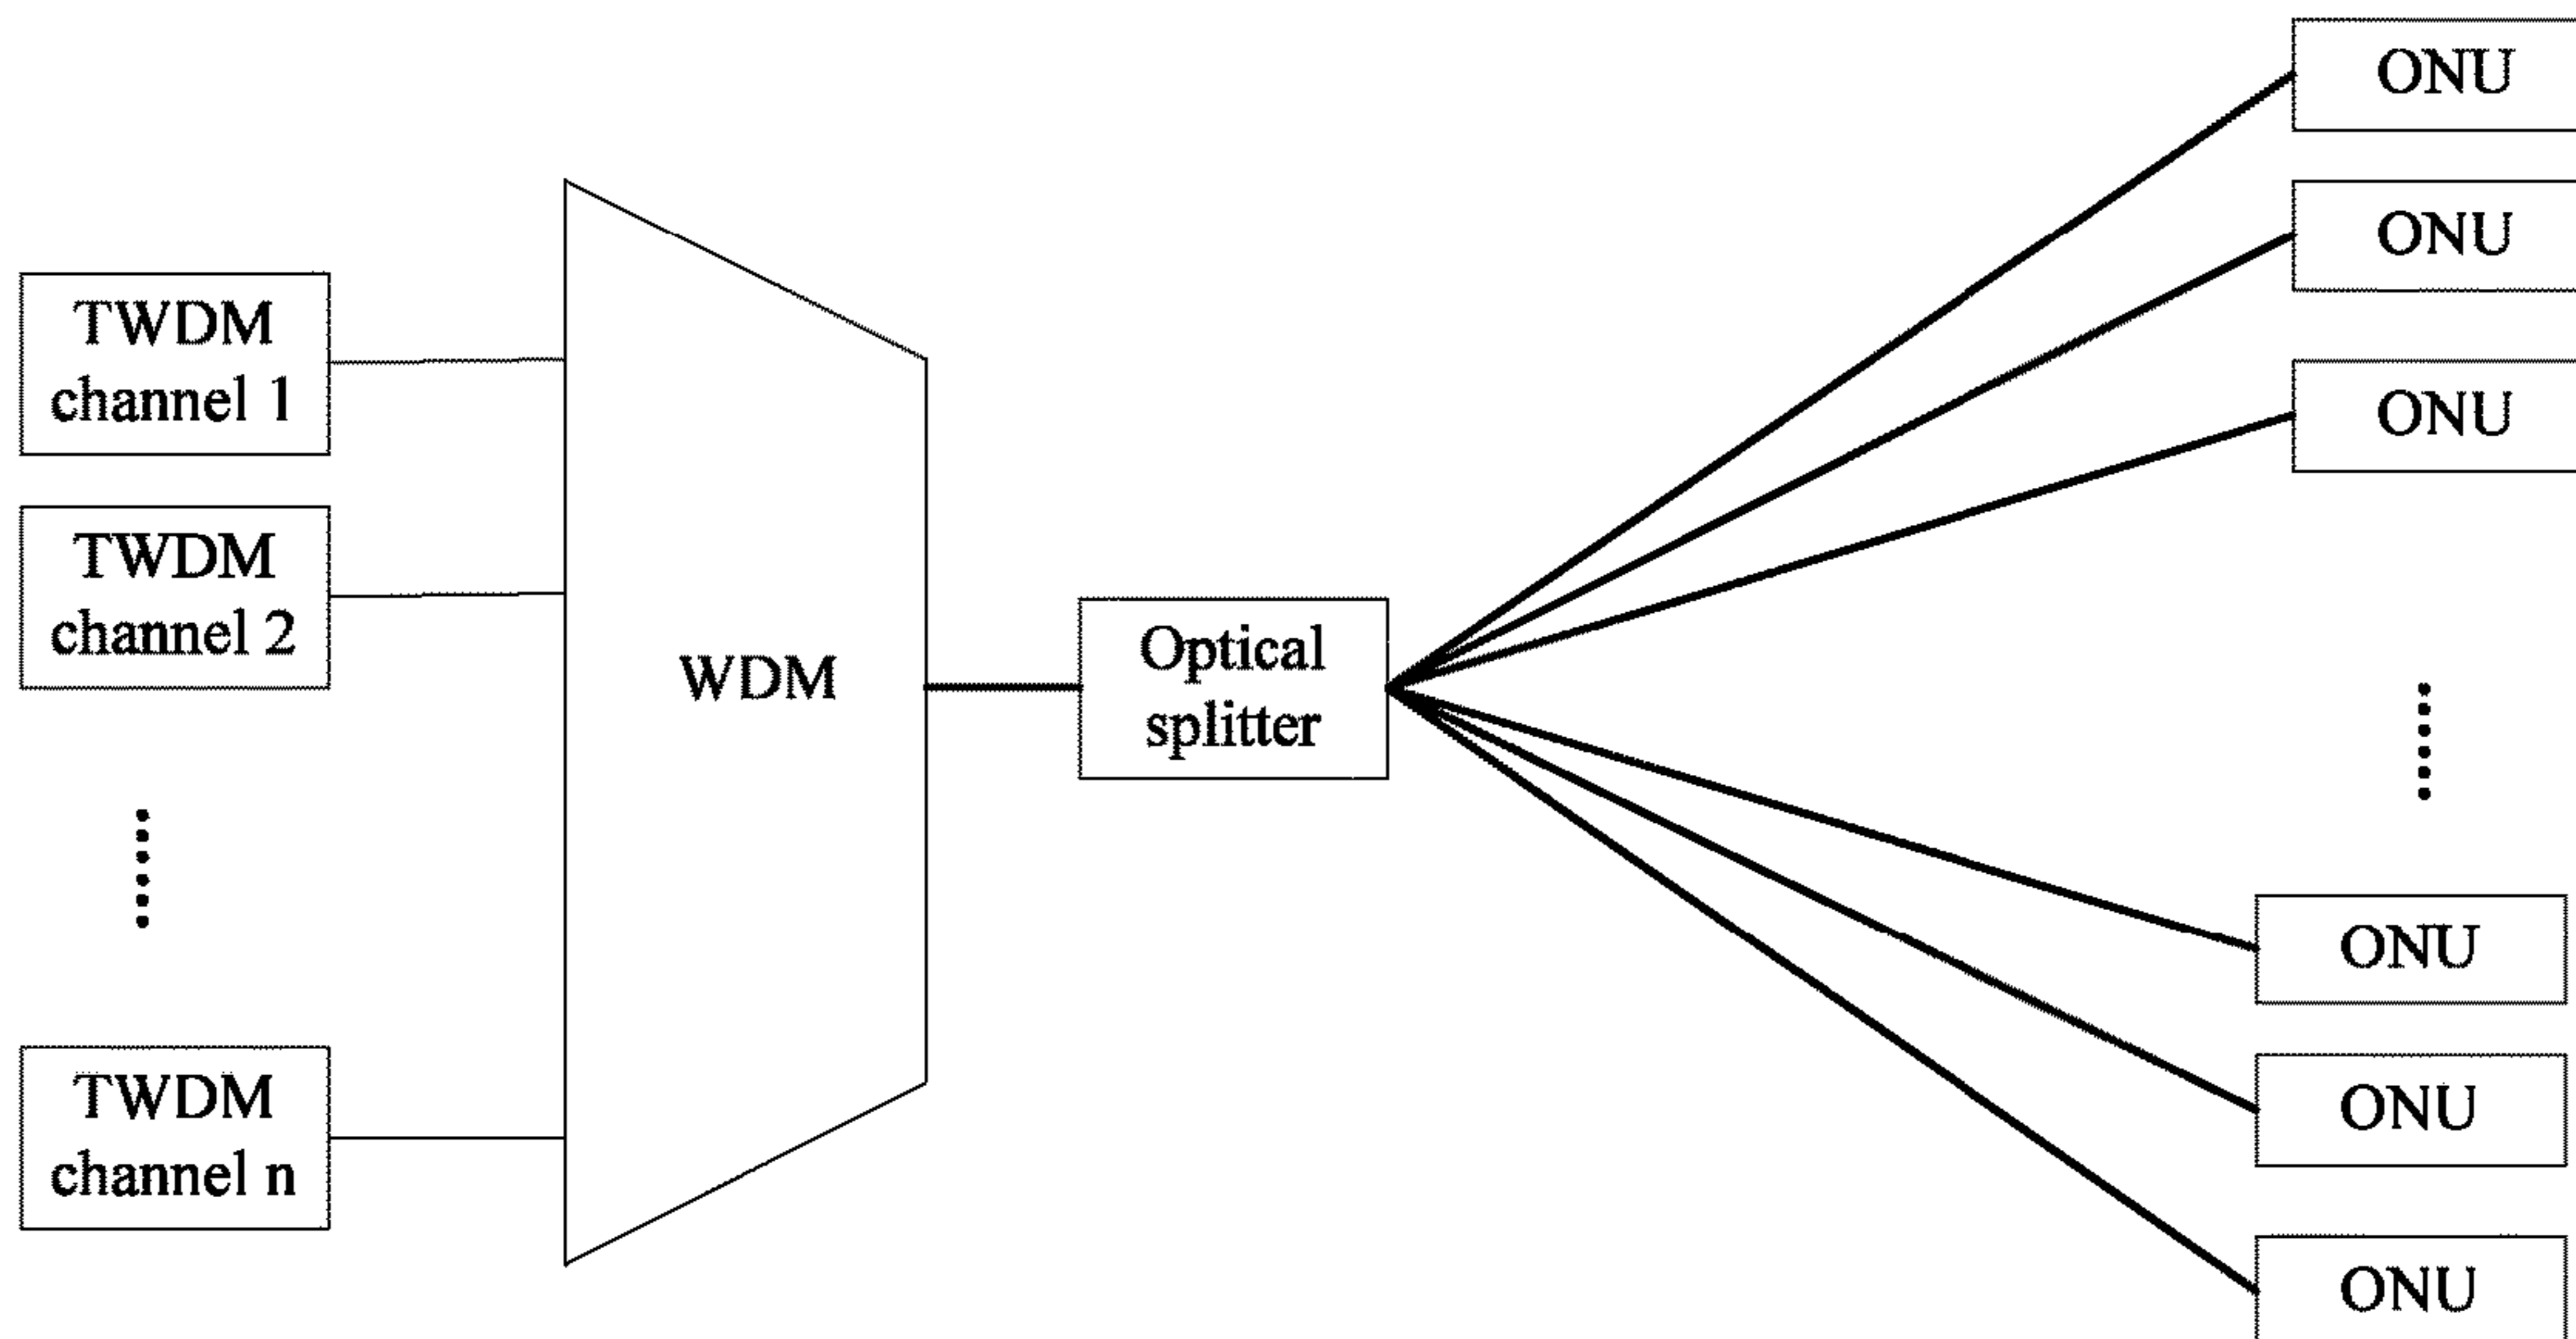 TWDM
channel 1
TWDM
channel 2
TWDM
channel n
WDM
Optical
splitter
ONU
ONU
ONU
ONU
ONU
ONU